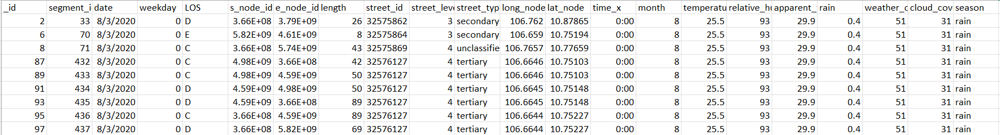 _id segment_i date weekday LOS s_node_id e_node_id length street_id street_leve street_typ long_node lat_node time_x month temperatu relative_hu apparent_ rain weather_c cloud_cov season
2 33 8/3/2020 0 D 3.66E+08 3.79E+09 26 32575862 3 secondary 106.762 10.87865 0:00 8 25.5 93 29.9 0.4 51 31 rain
6 70 8/3/2020 0 E 5.82E+09 4.61E+09 8 32575864 3 secondary 106.659 10.75194 0:00 8 25.5 93 29.9 0.4 51 31 rain
8 71 8/3/2020 0 C 3.66E+08 5.74E+09 43 32575869 4 unclassifie 106.7657 10.77659 0:00 8 25.5 93 29.9 0.4 51 31 rain
87 432 8/3/2020 0 C 4.98E+09 3.66E+08 42 32576127 4 tertiary 106.6646 10.75103 0:00 8 25.5 93 29.9 0.4 51 31 rain
89 433 8/3/2020 0 C 4.98E+09 4.59E+09 50 32576127 4 tertiary 106.6646 10.75103 0:00 8 25.5 93 29.9 0.4 51 31 rain
91 434 8/3/2020 0 D 4.59E+09 4.98E+09 50 32576127 4 tertiary 106.6645 10.75148 0:00 8 25.5 93 29.9 0.4 51 31 rain
93 435 8/3/2020 0 D 4.59E+09 3.66E+08 89 32576127 4 tertiary 106.6645 10.75148 0:00 8 25.5 93 29.9 0.4 51 31 rain
95 436 8/3/2020 0 C 3.66E+08 4.59E+09 89 32576127 4 tertiary 106.6644 10.75227 0:00 8 25.5 93 29.9 0.4 51 31 rain
97 437 8/3/2020 0 D 3.66E+08 5.82E+09 69 32576127 4 tertiary 106.6644 10.75227 0:00 8 25.5 93 29.9 0.4 51 31 rain